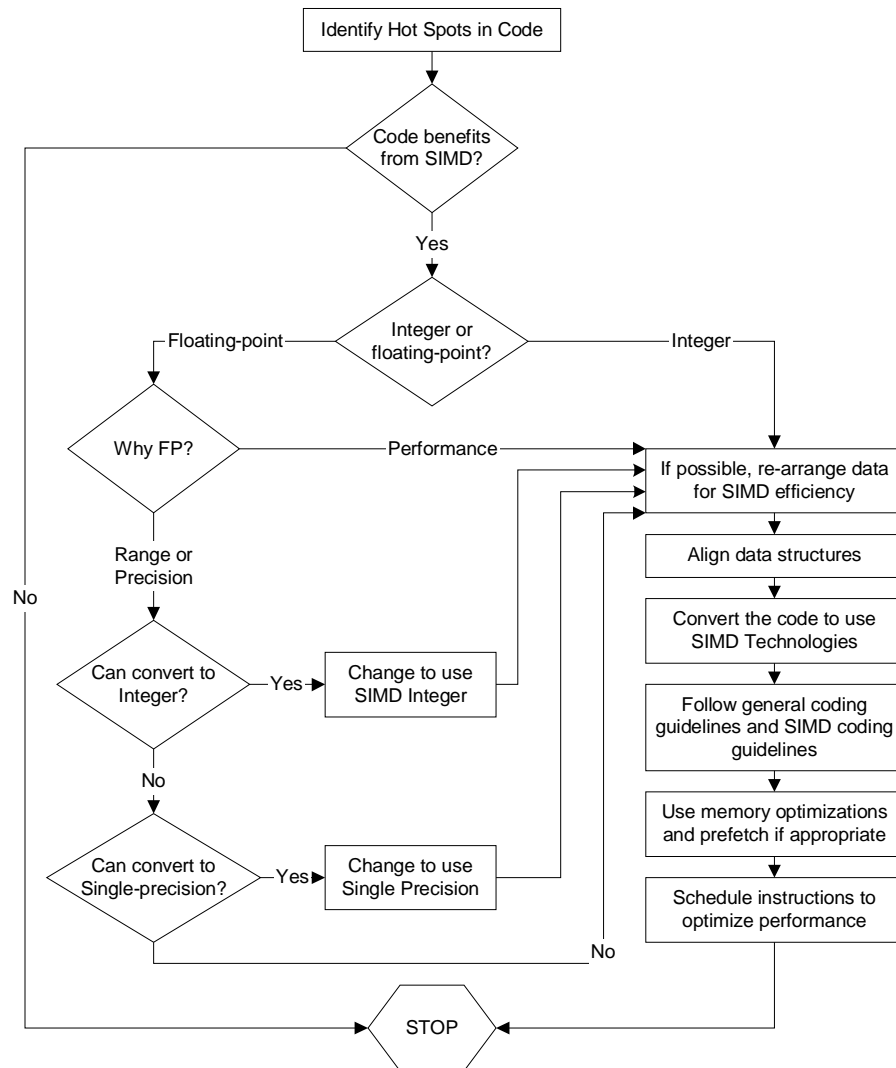 Identify Hot Spots in Code
Code benefits
from SIMD?
Yes
Integer or
floating-point?
Floating-point
Integer
Why FP?
Performance
If possible, re-arrange data
for SIMD efficiency
Range or
Precision
Align data structures
No
Convert the code to use
SIMD Technologies
Can convert to
Integer?
Yes
Change to use
SIMD Integer
Follow general coding
guidelines and SIMD coding
guidelines
No
Use memory optimizations
and prefetch if appropriate
Can convert to
Single-precision?
Yes
Change to use
Single Precision
Schedule instructions to
optimize performance
No
STOP